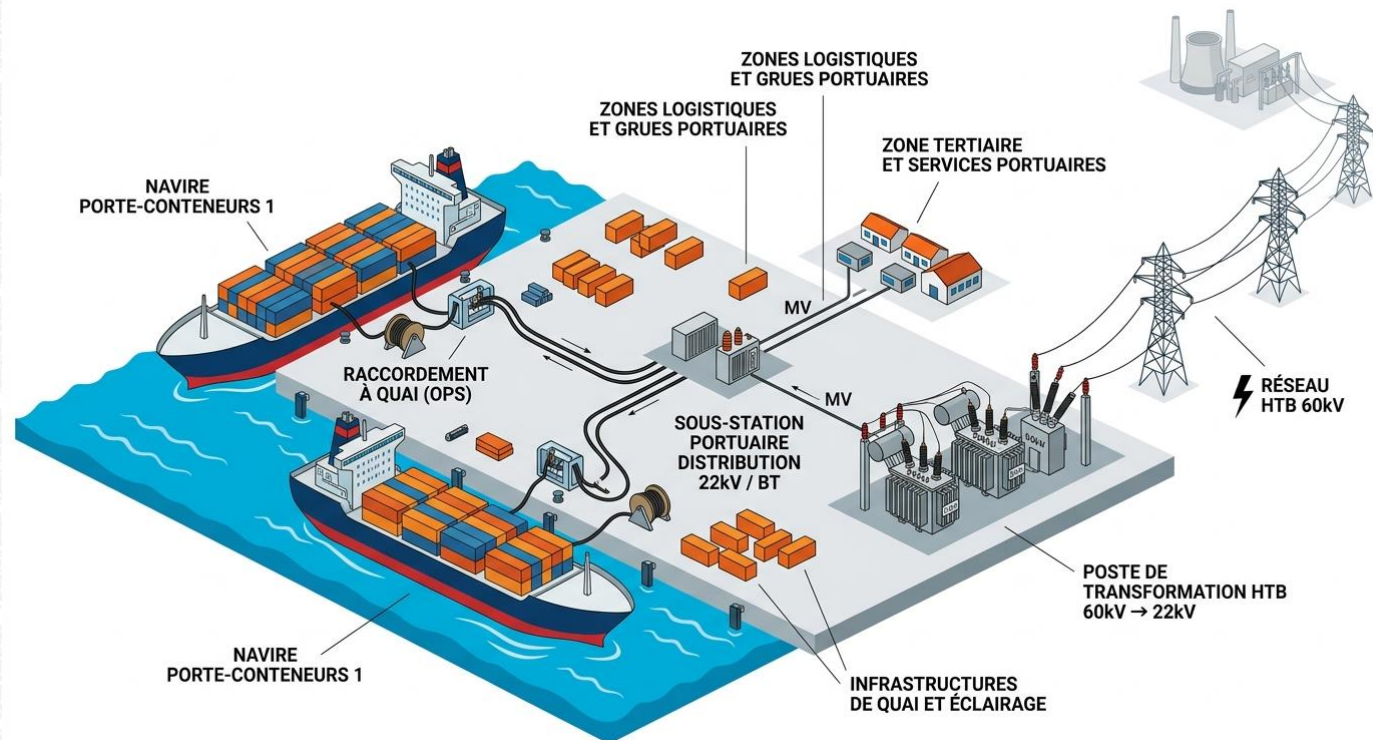 ZONES LOGISTIQUES
ET GRUES PORTUAIRES
ZONES LOGISTIQUES
ET GRUES PORTUAIRES
ZONE TERTIAIRE
ET SERVICES PORTUAIRES
NAVIRE
PORTE-CONTENEURS 1
MV
RACCORDEMENT
À QUAI (OPS)
MV
RÉSEAU
HTB 60kV
SOUS-STATION
PORTUAIRE
DISTRIBUTION
22kV / BT
POSTE DE
TRANSFORMATION HTB
60kV → 22kV
NAVIRE
PORTE-CONTENEURS 1
INFRASTRUCTURES
DE QUAI ET ÉCLAIRAGE